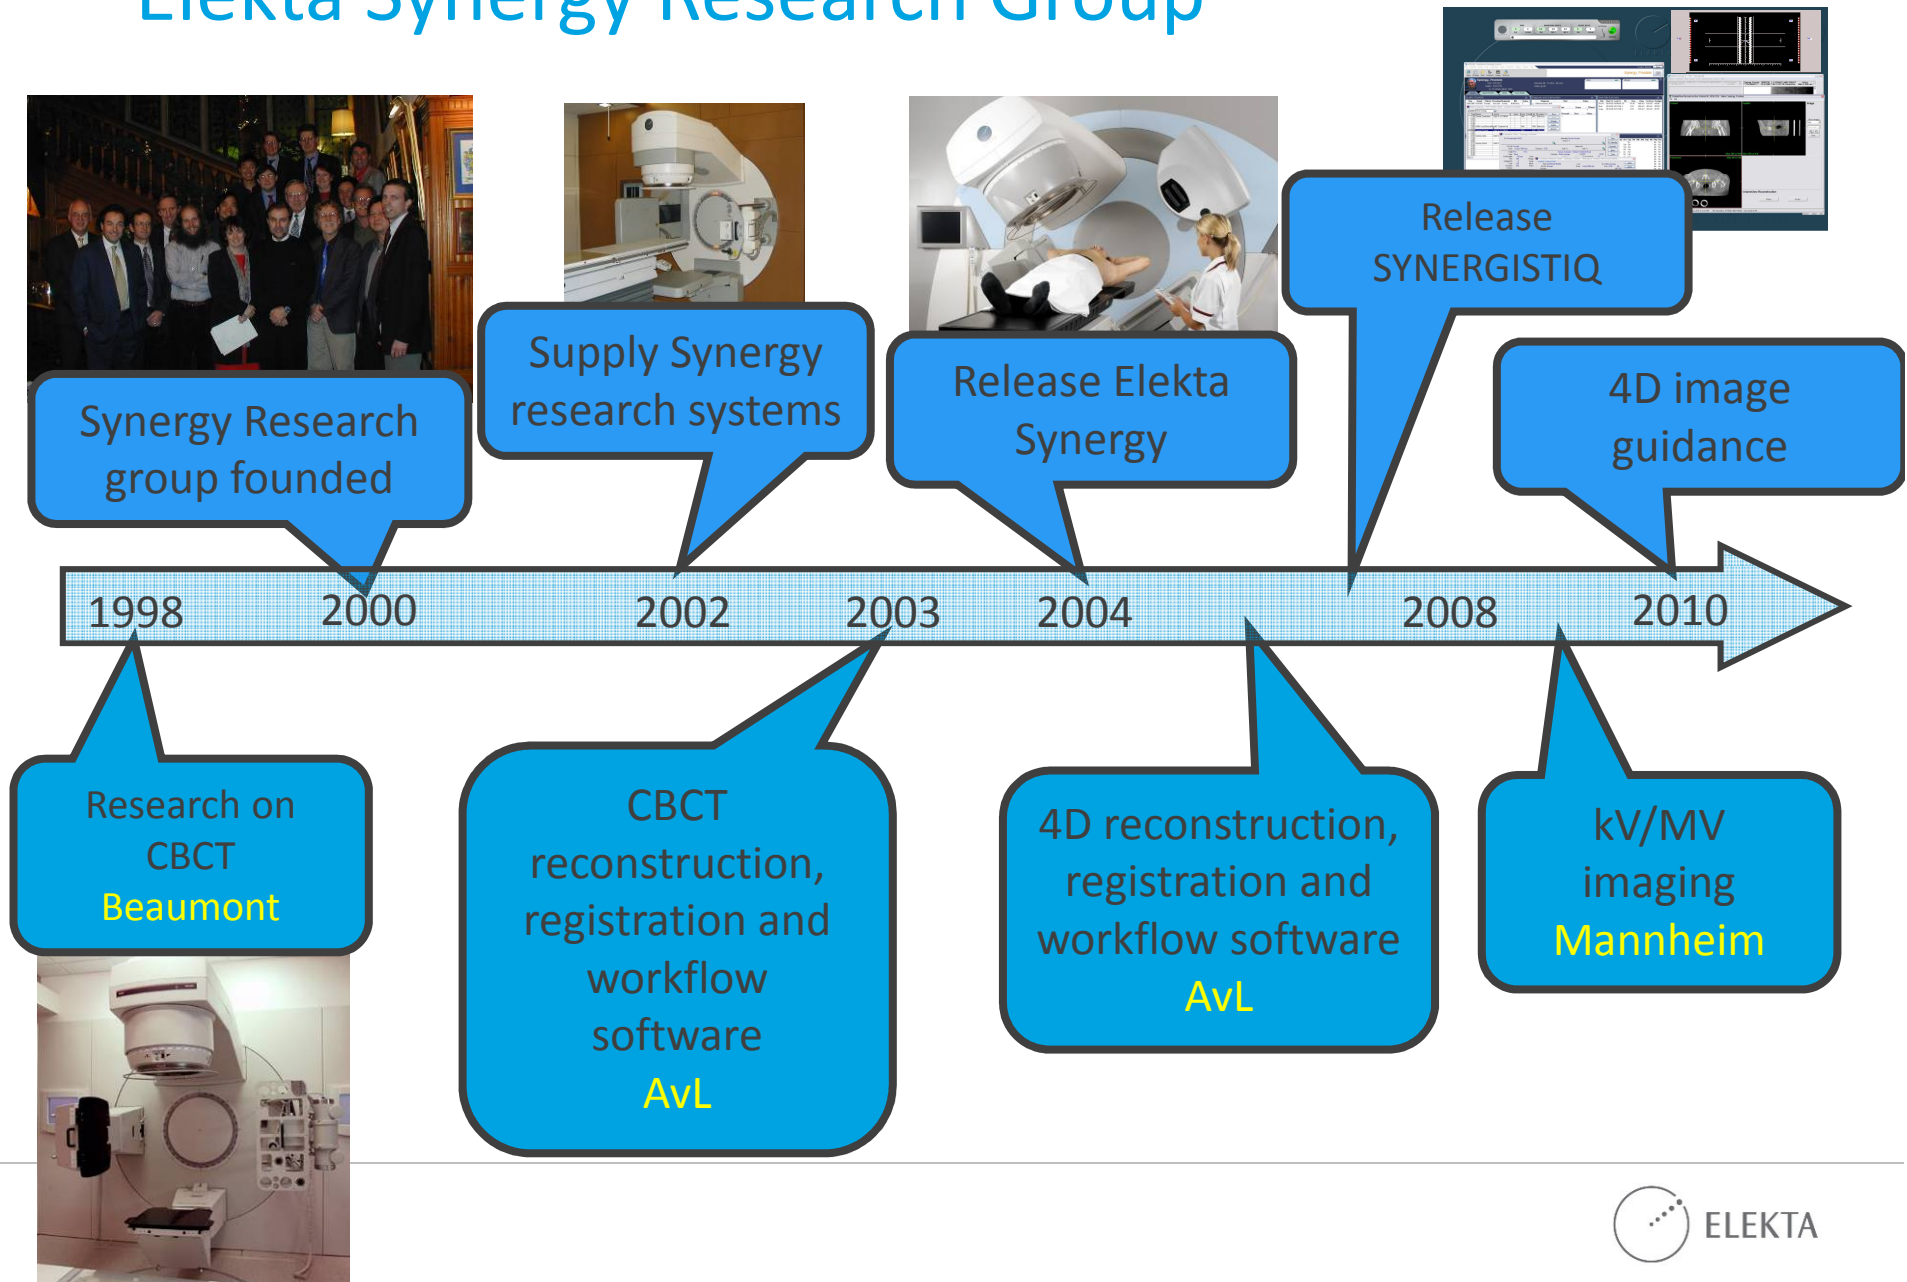 Elekta Synergy Research Group
Release
SYNERGISTIQ
Supply Synergy
research systems
Release Elekta
Synergy
4D image
guidance
Synergy Research
group founded
1998
2000
2002
2003
2004
2008
2010
Research on
CBCT
Beaumont
CBCT
reconstruction,
registration and
workflow
software
AvL
4D reconstruction,
registration and
workflow software
AvL
kV/MV
imaging
Mannheim
ELEKTA